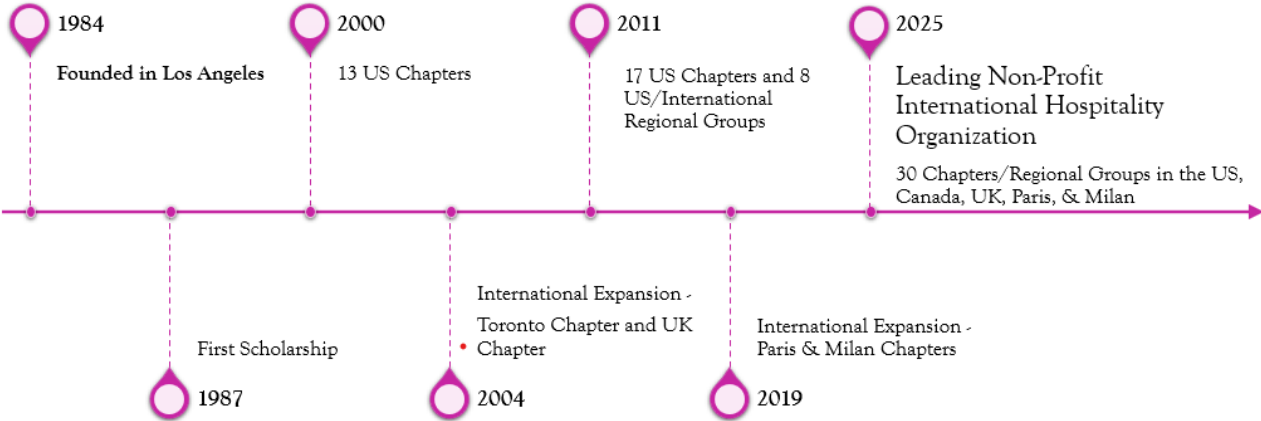 1984
Founded in Los Angeles
2000
13 US Chapters
2011
17 US Chapters and 8
US/International
Regional Groups
2025
Leading Non-Profit
International Hospitality
Organization
30 Chapters/Regional Groups in the US,
Canada, UK, Paris, & Milan
First Scholarship
1987
International Expansion -
Toronto Chapter and UK
• Chapter
2004
International Expansion -
Paris & Milan Chapters
2019